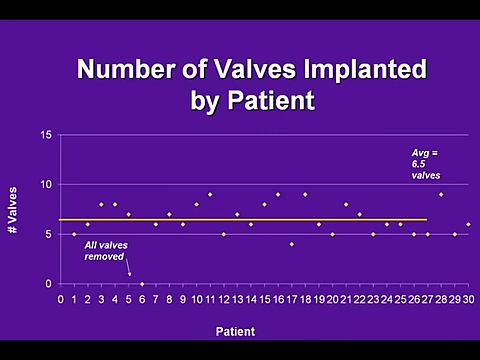 Number of Valves Implanted
by Patient
15
Avg =
6.5
valves
10
# Valves
5
All valves
removed
0
0 1 2 3 4 5 6 7 8 9 10 11 12 13 14 15 16 17 18 19 20 21 22 23 24 25 26 27 28 29 30
Patient